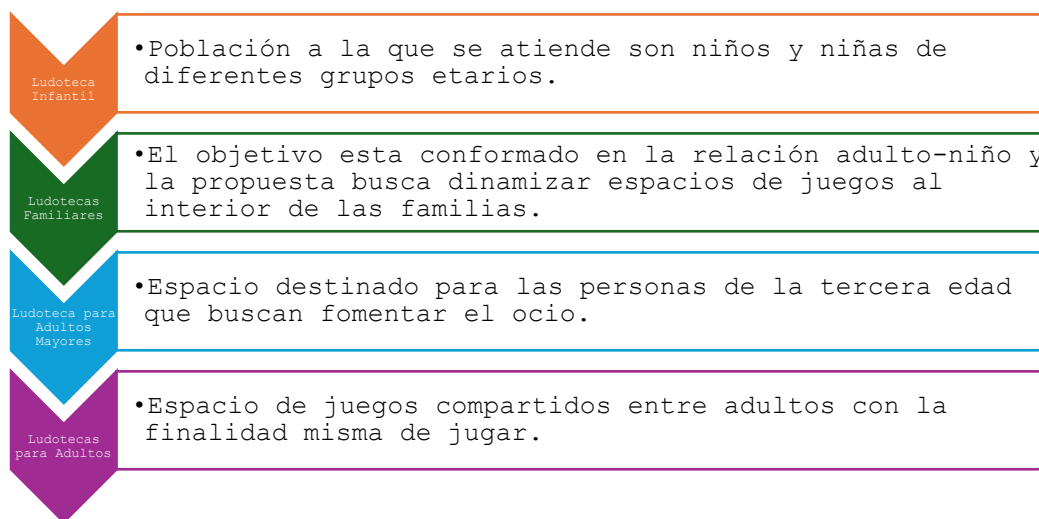 Ludoteca
Infantil
•Población a la que se atiende son niños y niñas de
diferentes grupos etarios.
Ludotecas
Familiares
•El objetivo esta conformado en la relación adulto-niño y
la propuesta busca dinamizar espacios de juegos al
interior de las familias.
Ludoteca para
Adultos
Mayores
•Espacio destinado para las personas de la tercera edad
que buscan fomentar el ocio.
Ludotecas
para Adultos
•Espacio de juegos compartidos entre adultos con la
finalidad misma de jugar.